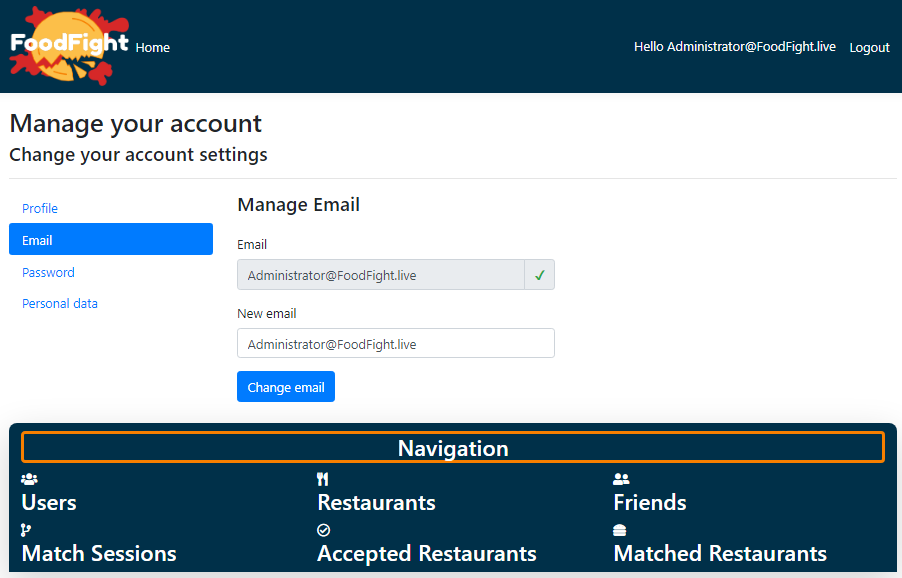 FoodFight
Home
Hello Administrator@FoodFight.live
Logout
Manage your account
Change your account settings
Profile
Email
Password
Personal data
Manage Email
Email
Administrator@FoodFight.live
New email
Administrator@FoodFight.live
Change email
Navigation
Users
Restaurants
Friends
Match Sessions
Accepted Restaurants
Matched Restaurants